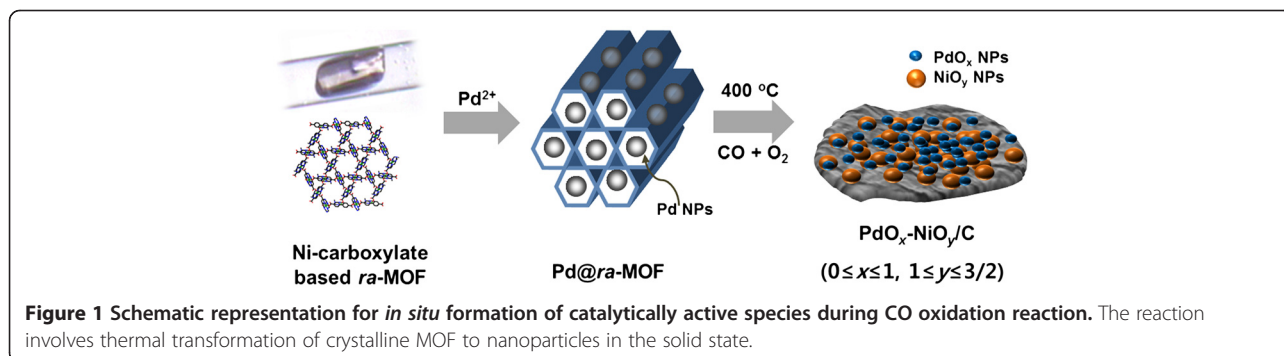 PdOx NPs
NiOy NPs
Pd2+
400 oC
CO + O2
Pd NPs
Ni-carboxylate
based ra-MOF
Pd@ra-MOF
PdOx-NiOy/C
(0≤x≤1, 1≤y≤3/2)
Figure 1 Schematic representation for in situ formation of catalytically active species during CO oxidation reaction. The reaction
involves thermal transformation of crystalline MOF to nanoparticles in the solid state.